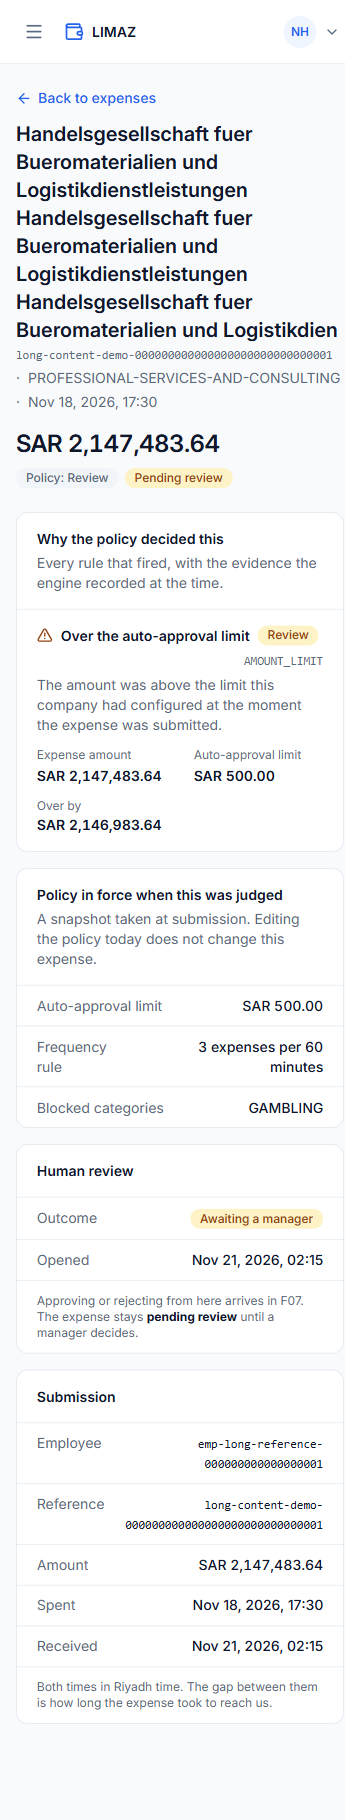 LIMAZ
NH
Back to expenses
Handelsgesellschaft fuer
Bueromaterialien und
Logistikdienstleistungen
Handelsgesellschaft fuer
Bueromaterialien und
Logistikdienstleistungen
Handelsgesellschaft fuer
Bueromaterialien und Logistikdien
long-content-demo-000000000000000000000000000001
· PROFESSIONAL-SERVICES-AND-CONSULTING
· Nov 18, 2026, 17:30
SAR 2,147,483.64
Policy: Review Pending review
Why the policy decided this
Every rule that fired, with the evidence the
engine recorded at the time.
Over the auto-approval limit Review
AMOUNT_LIMIT
The amount was above the limit this
company had configured at the moment
the expense was submitted.
Expense amount Auto-approval limit
SAR 2,147,483.64 SAR 500.00
Over by
SAR 2,146,983.64
Policy in force when this was judged
A snapshot taken at submission. Editing
the policy today does not change this
expense.
Auto-approval limit SAR 500.00
Frequency 3 expenses per 60
rule minutes
Blocked categories GAMBLING
Human review
Outcome Awaiting a manager
Opened Nov 21, 2026, 02:15
Approving or rejecting from here arrives in F07.
The expense stays pending review until a
manager decides.
Submission
Employee emp-long-reference-
000000000000000001
Reference long-content-demo-
000000000000000000000000000001
Amount SAR 2,147,483.64
Spent Nov 18, 2026, 17:30
Received Nov 21, 2026, 02:15
Both times in Riyadh time. The gap between them
is how long the expense took to reach us.